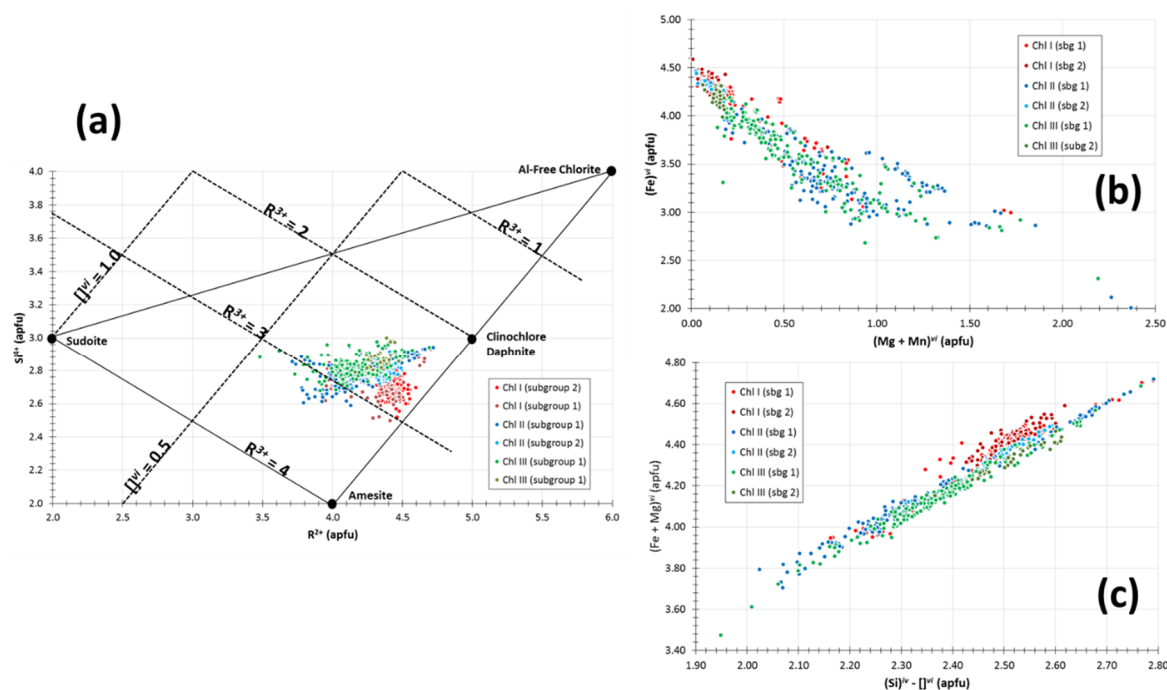 (a)
Si⁴⁺ (apfu)
4.0
3.8
3.6
3.4
3.2
3.0
2.8
2.6
2.4
2.2
2.0
Al-Free Chlorite
R³⁺ = 2
R³⁺ = 1
[]ᵛⁱ = 1.0
R³⁺ = 3
Sudoite
Clinochlore
Daphnite
Chl I (subgroup 2)
Chl I (subgroup 1)
Chl II (subgroup 1)
Chl II (subgroup 2)
Chl III (subgroup 1)
Chl III (subgroup 1)
[]ᵛⁱ = 0.5
R³⁺ = 4
Amesite
2.0 2.5 3.0 3.5 4.0 4.5 5.0 5.5 6.0
R²⁺ (apfu)
(Fe)ᵛⁱ (apfu)
5.00
4.50
4.00
3.50
3.00
2.50
2.00
Chl I (sbg 1)
Chl I (sbg 2)
Chl II (sbg 1)
Chl II (sbg 2)
Chl III (sbg 1)
Chl III (subg 2)
(b)
0.00 0.50 1.00 1.50 2.00 2.50
(Mg + Mn)ᵛⁱ (apfu)
(Fe + Mg)ᵛⁱ (apfu)
4.80
4.60
4.40
4.20
4.00
3.80
3.60
3.40
Chl I (sbg 1)
Chl I (sbg 2)
Chl II (sbg 1)
Chl II (sbg 2)
Chl III (sbg 1)
Chl III (sbg 2)
(c)
1.90 2.00 2.10 2.20 2.30 2.40 2.50 2.60 2.70 2.80
(Si)ⁱᵛ - []ᵛⁱ (apfu)